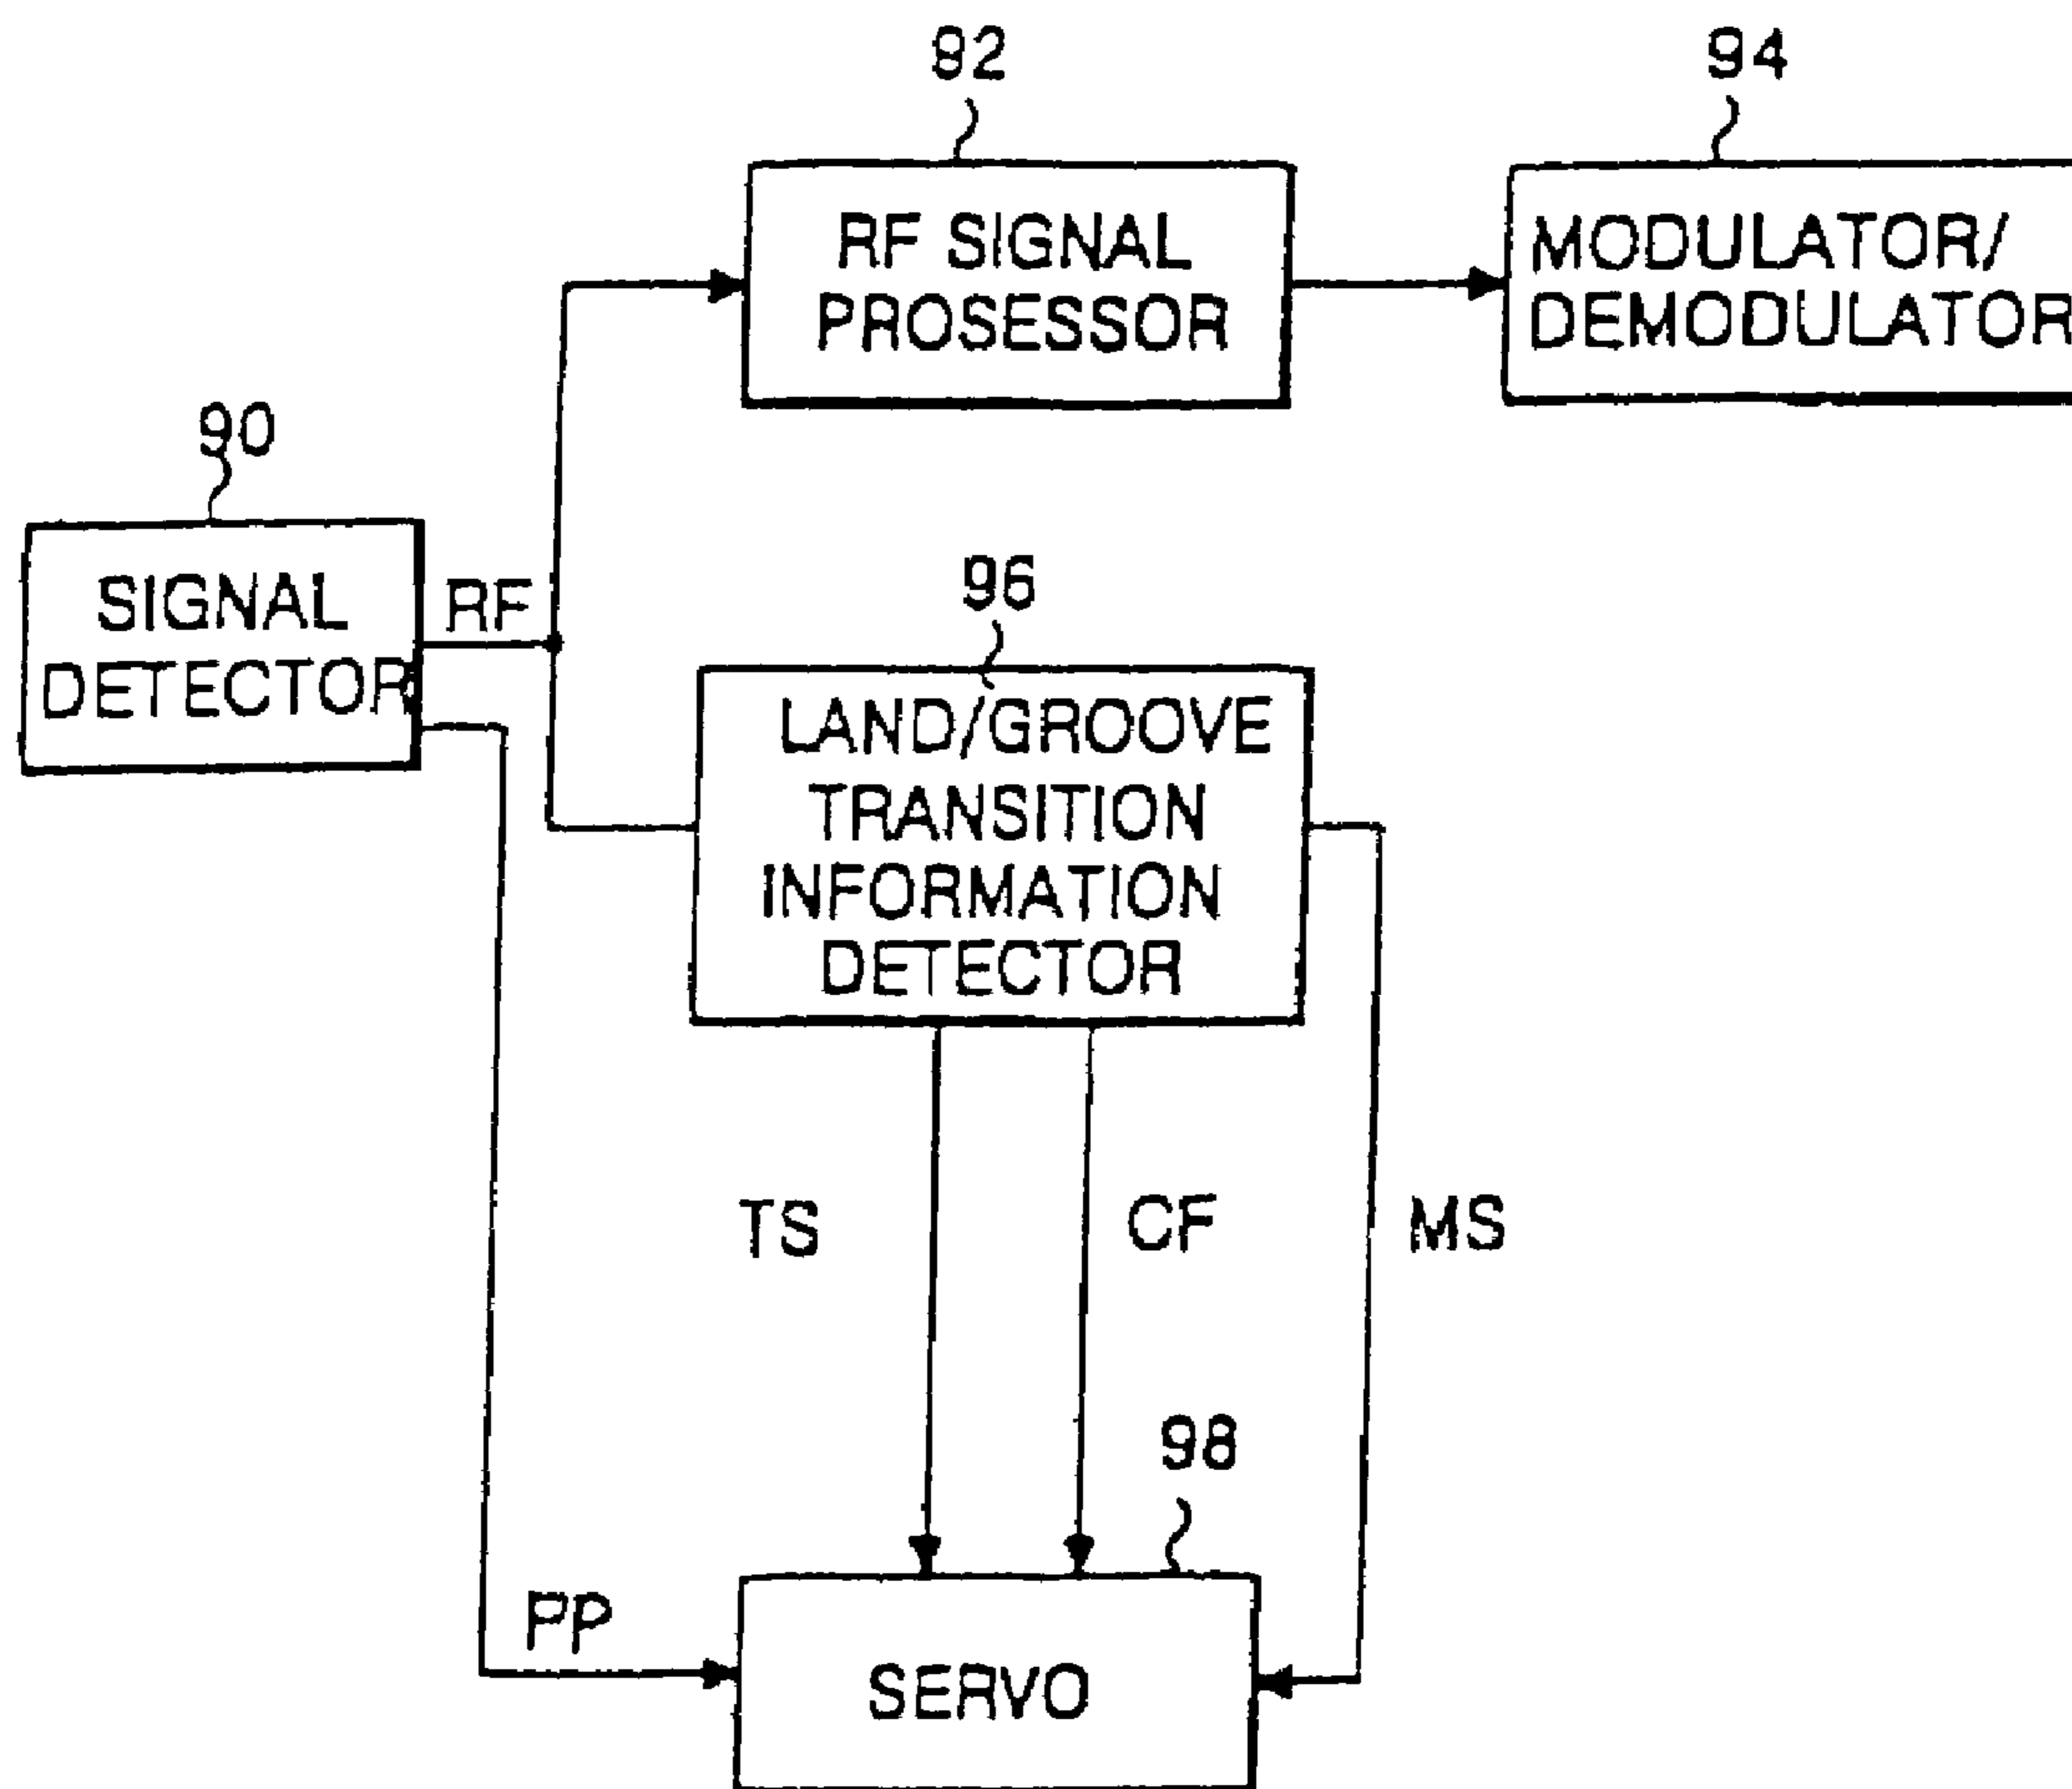 92
94
RF SIGNAL
PROSESSOR
MODULATOR/
DEMODULATOR
90
SIGNAL
DETECTOR
RF
96
LAND/GROOVE
TRANSITION
INFORMATION
DETECTOR
TS
CF
MS
98
PP
SERVO